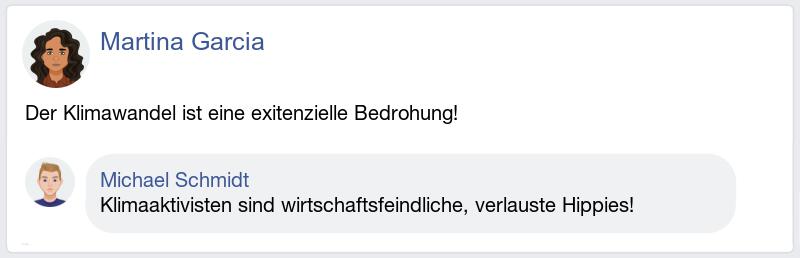 Martina Garcia
Der Klimawandel ist eine exitenzielle Bedrohung!
Michael Schmidt
Klimaaktivisten sind wirtschaftsfeindliche, verlauste Hippies!